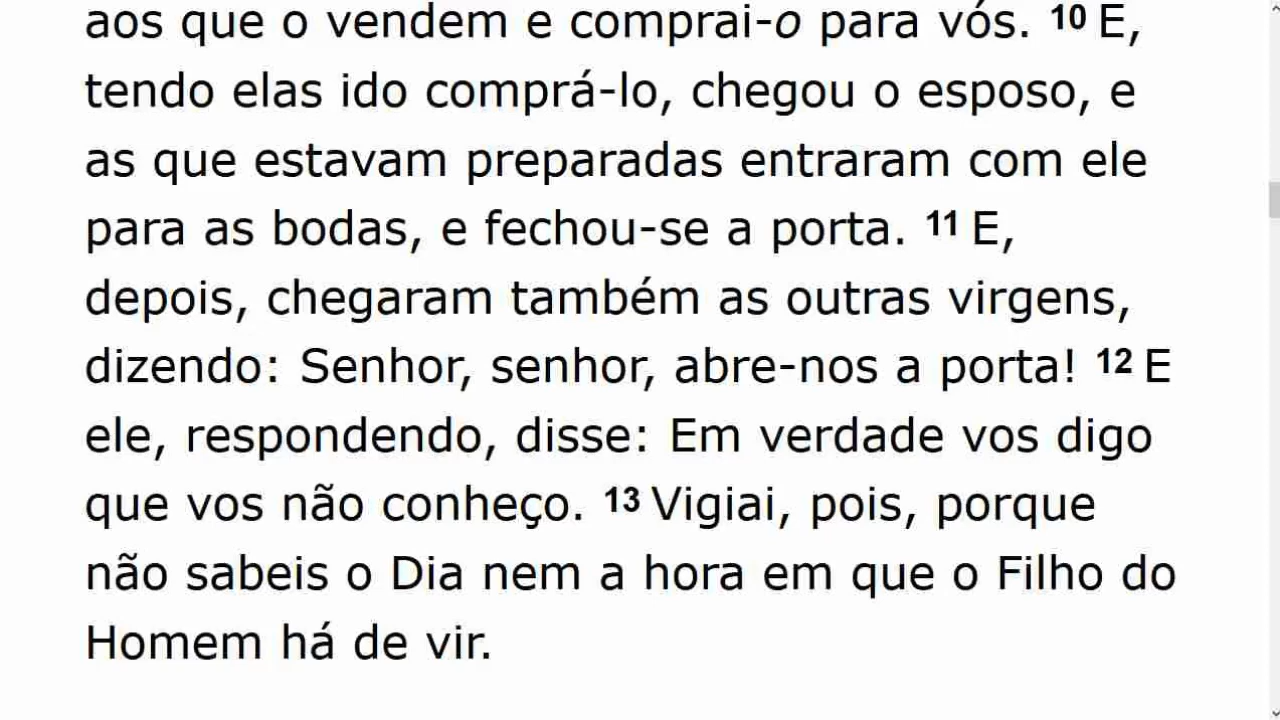 aos que o vendem e comprai-o para vós. 10 E,
tendo elas ido comprá-lo, chegou o esposo, e
as que estavam preparadas entraram com ele
para as bodas, e fechou-se a porta. 11 E,
depois, chegaram também as outras virgens,
dizendo: Senhor, senhor, abre-nos a porta! 12 E
ele, respondendo, disse: Em verdade vos digo
que vos não conheço. 13 Vigiai, pois, porque
não sabeis o Dia nem a hora em que o Filho do
Homem há de vir.